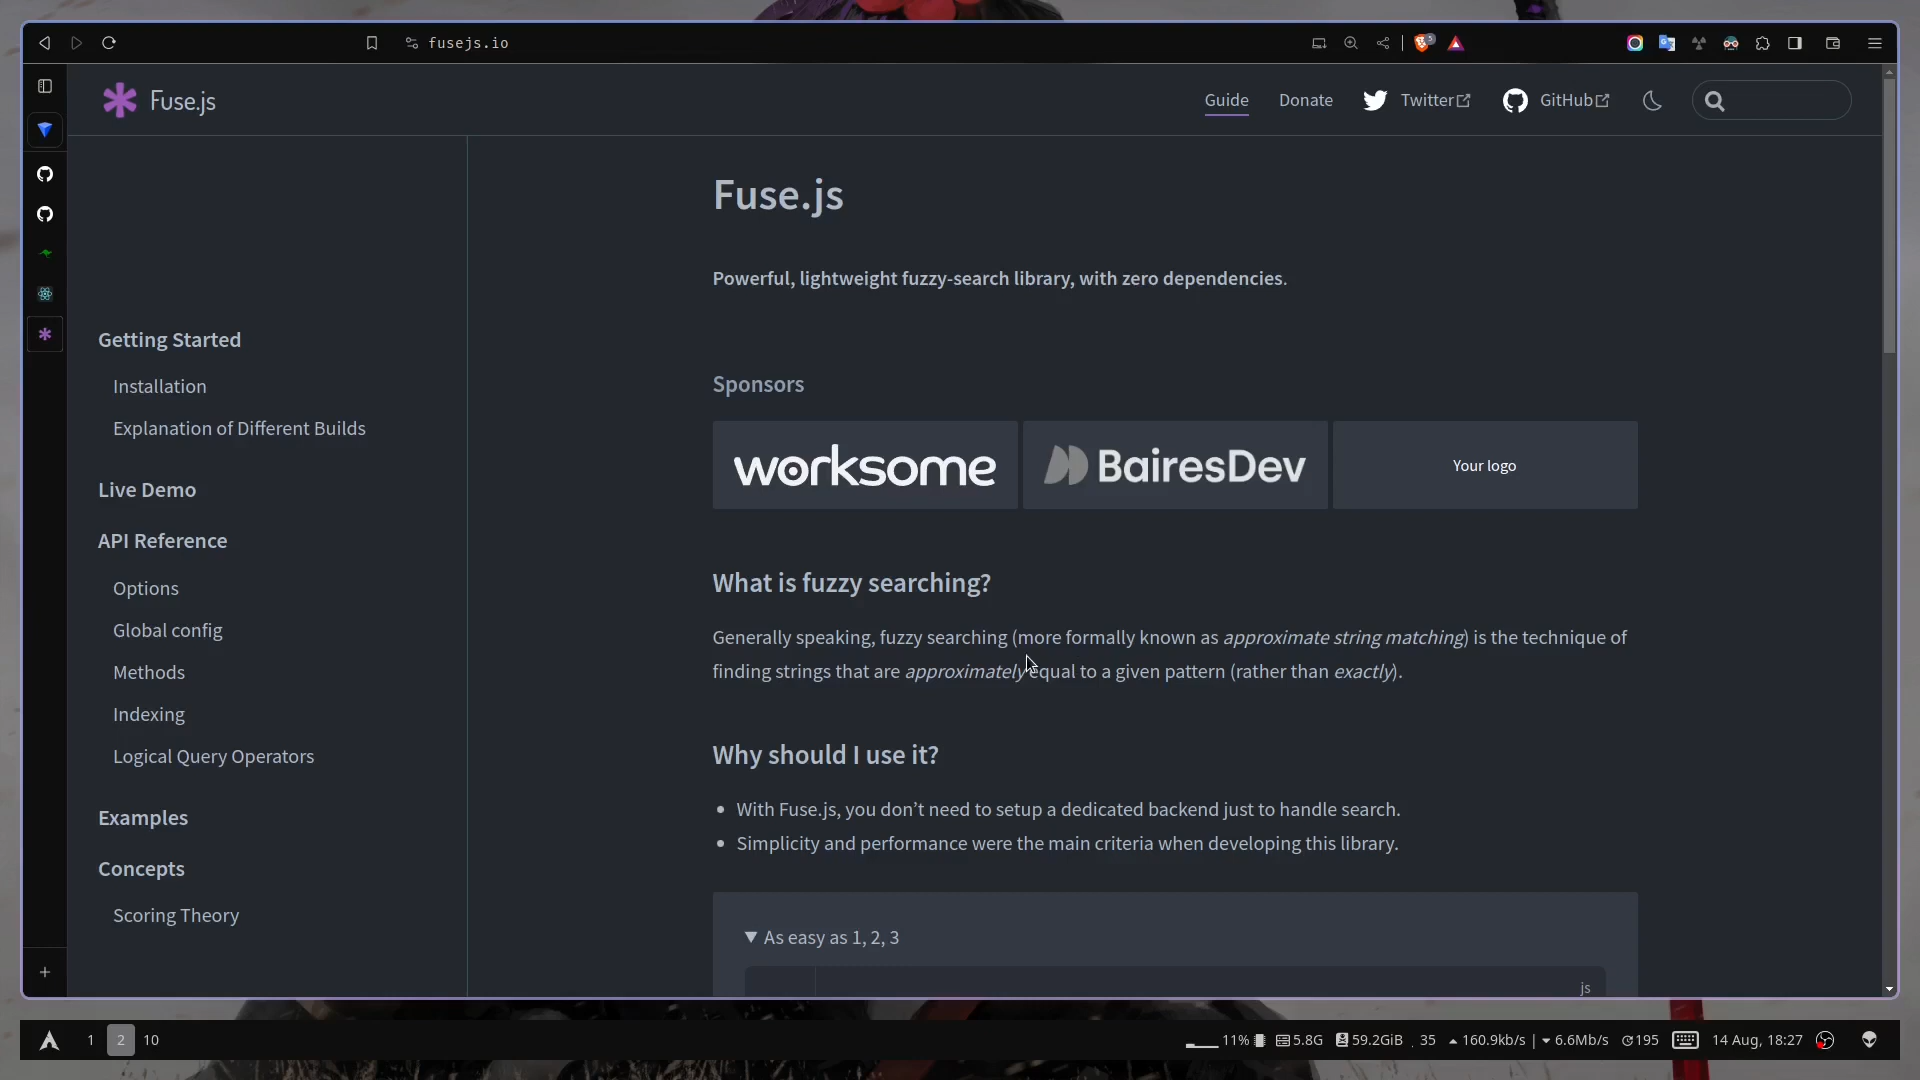 fusejs.io
5
Fuse.js
Guide
Donate
Twitter
GitHub
Getting Started
Installation
Explanation of Different Builds
Live Demo
API Reference
Options
Global config
Methods
Indexing
Logical Query Operators
Examples
Concepts
Scoring Theory
Fuse.js
Powerful, lightweight fuzzy-search library, with zero dependencies.
Sponsors
worksome
BairesDev
Your logo
What is fuzzy searching?
Generally speaking, fuzzy searching (more formally known as approximate string matching) is the technique of
finding strings that are approximately equal to a given pattern (rather than exactly).
Why should I use it?
• With Fuse.js, you don’t need to setup a dedicated backend just to handle search.
• Simplicity and performance were the main criteria when developing this library.
▼ As easy as 1, 2, 3
js
1 2 10
11% 5.8G 59.2GiB 35 160.9kb/s | 6.6Mb/s 195 14 Aug, 18:27